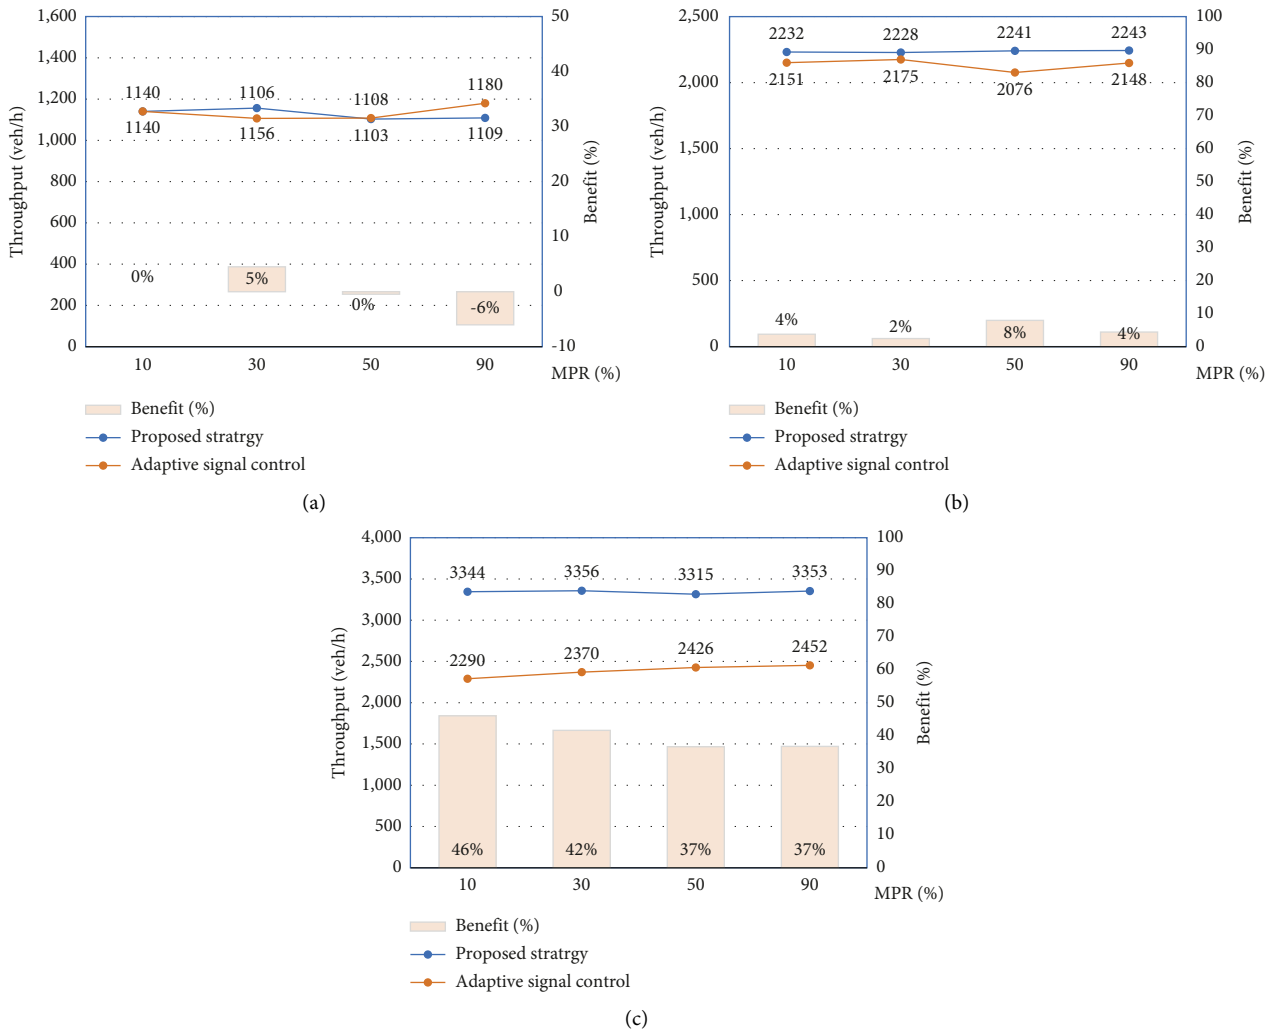 1,600
1,400
1,200
1,000
800
600
400
200
0
Throughput (veh/h)
1140 1106 1108 1180
1140 1156 1103 1109
0% 5% 0% -6%
50
40
30
20
10
0
-10
Benefit (%)
10 30 50 90
MPR (%)
Benefit (%)
Proposed stratrgy
Adaptive signal control
(a)
2,500
2,000
1,500
1,000
500
0
Throughput (veh/h)
2232 2228 2241 2243
2151 2175 2076 2148
4% 2% 8% 4%
100
90
80
70
60
50
40
30
20
10
0
Benefit (%)
10 30 50 90
MPR (%)
Benefit (%)
Proposed stratrgy
Adaptive signal control
(b)
4,000
3,500
3,000
2,500
2,000
1,500
1,000
500
0
Throughput (veh/h)
3344 3356 3315 3353
2290 2370 2426 2452
46% 42% 37% 37%
100
90
80
70
60
50
40
30
20
10
0
Benefit (%)
10 30 50 90
MPR (%)
Benefit (%)
Proposed stratrgy
Adaptive signal control
(c)